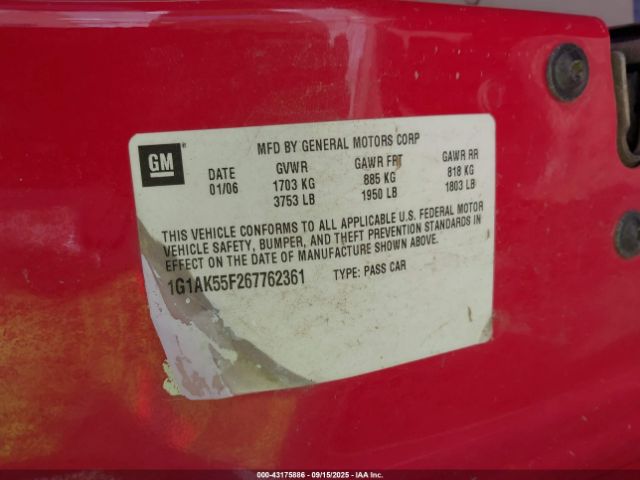 GM
MFD BY GENERAL MOTORS CORP
DATE GVWR GAWR FRT GAWR RR
01/06 1703 KG 885 KG 818 KG
3753 LB 1950 LB 1803 LB
THIS VEHICLE CONFORMS TO ALL APPLICABLE U.S. FEDERAL MOTOR
VEHICLE SAFETY, BUMPER, AND THEFT PREVENTION STANDARDS IN
EFFECT ON THE DATE OF MANUFACTURE SHOWN ABOVE.
1G1AK55F267762361 TYPE: PASS CAR
000-43175886 - 09/15/2025 - IAA Inc.